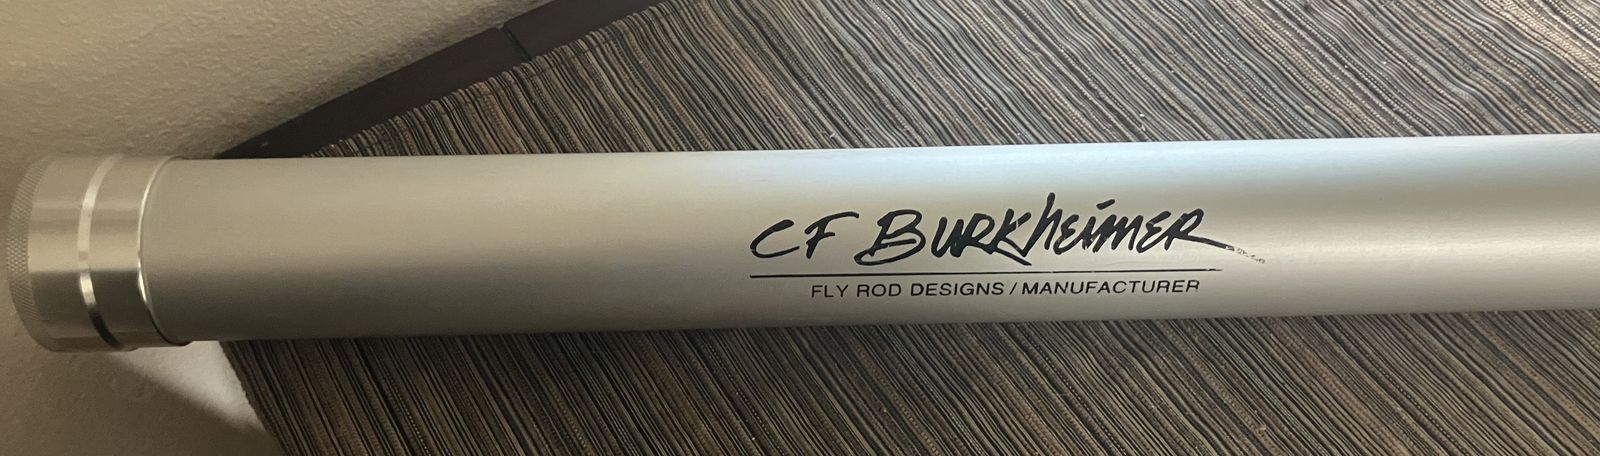 CF BURKHEIMER
FLY ROD DESIGNS / MANUFACTURER